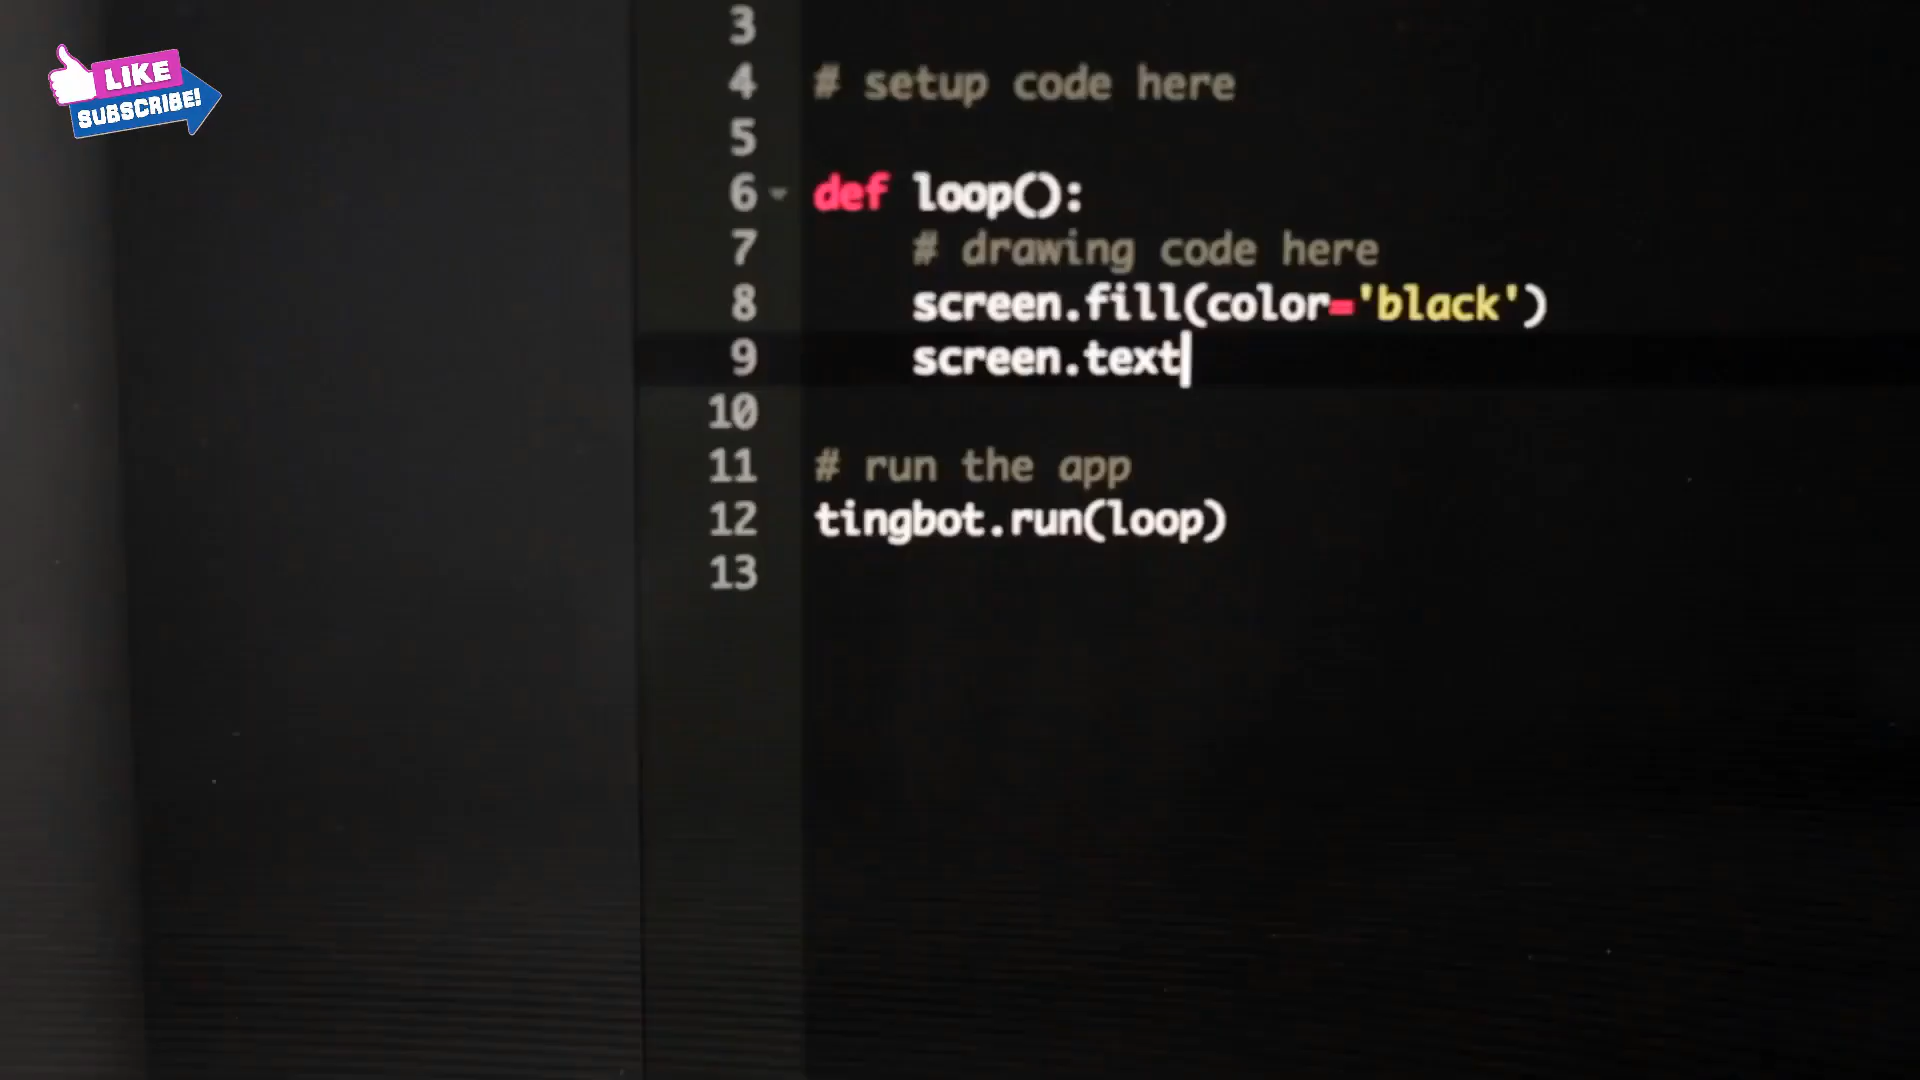 LIKE
SUBSCRIBE!
3
4 # setup code here
5
6 def loop():
7 # drawing code here
8 screen.fill(color='black')
9 screen.text
10
11 # run the app
12 tingbot.run(loop)
13